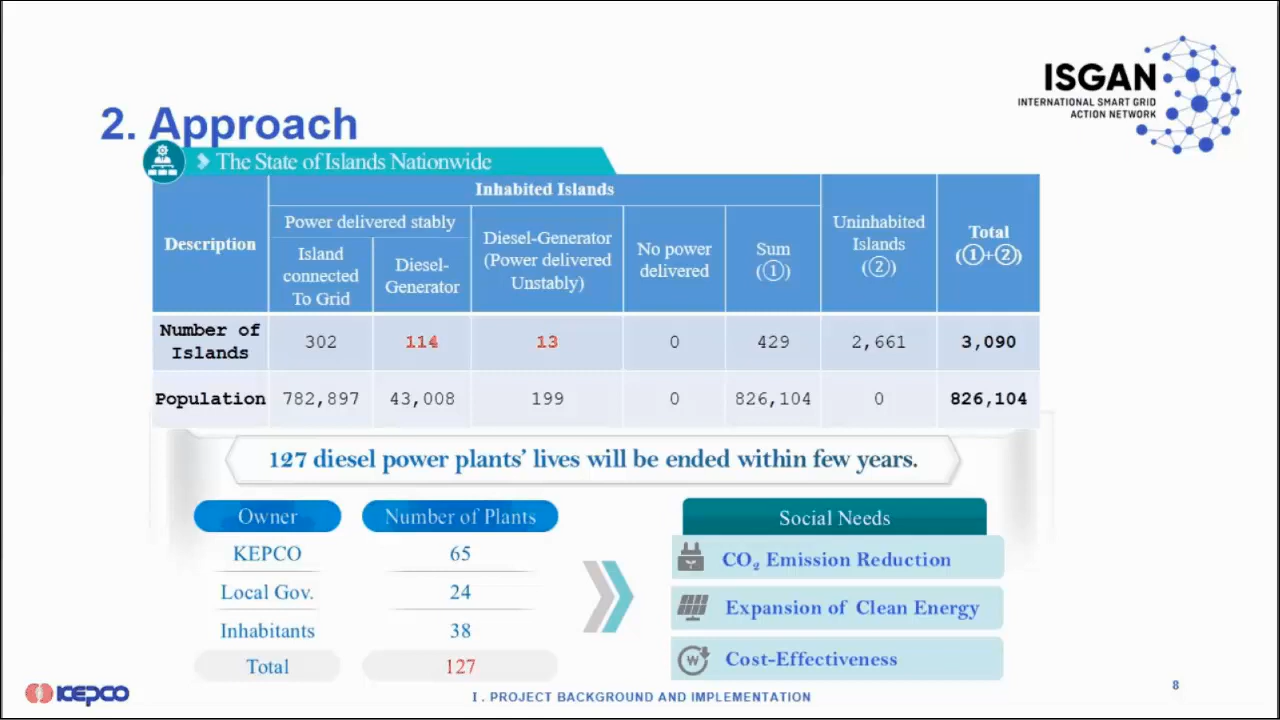 ISGAN
INTERNATIONAL SMART GRID
ACTION NETWORK
2. Approach
The State of Islands Nationwide
Description
Inhabited Islands
Power delivered stably
Island
connected
To Grid
Diesel-
Generator
Diesel-Generator
(Power delivered
Unstably)
No power
delivered
Sum
(①)
Uninhabited
Islands
(②)
Total
(①+②)
Number of
Islands
302 114 13 0 429 2,661 3,090
Population 782,897 43,008 199 0 826,104 0 826,104
127 diesel power plants’ lives will be ended within few years.
Owner Number of Plants
KEPCO 65
Local Gov. 24
Inhabitants 38
Total 127
Social Needs
CO₂ Emission Reduction
Expansion of Clean Energy
₩
Cost-Effectiveness
KEPCO
I . PROJECT BACKGROUND AND IMPLEMENTATION
8